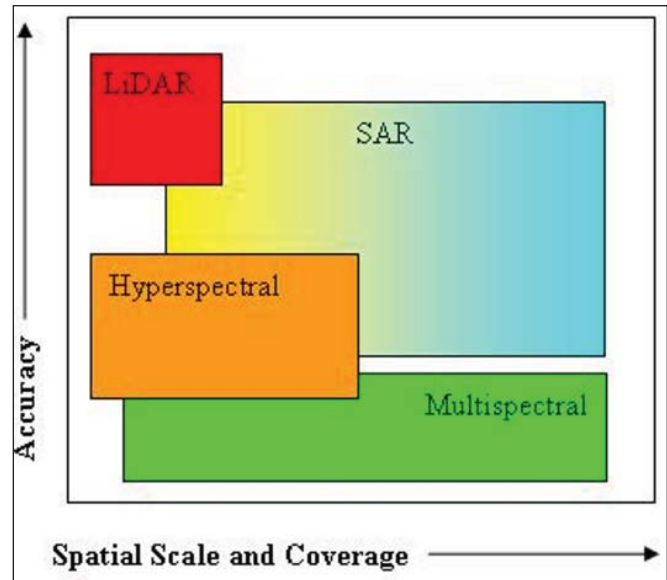 LiDAR
SAR
Hyperspectral
Multispectral
Accuracy
Spatial Scale and Coverage